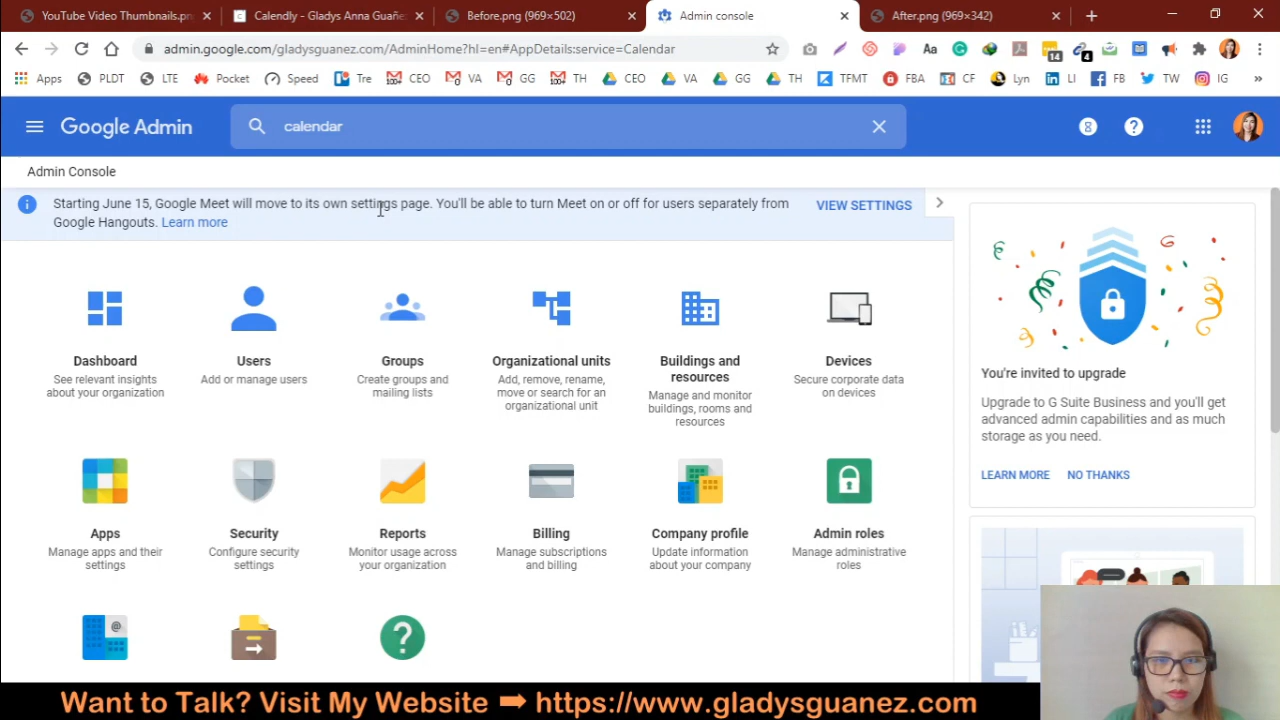 YouTube Video Thumbnails.pn
Calendly - Gladys Anna Guañez
Before.png (969×502)
Admin console
After.png (969×342)
admin.google.com/gladysguanez.com/AdminHome?hl=en#AppDetails:service=Calendar
Apps
PLDT
LTE
Pocket
Speed
Tre
CEO
VA
GG
TH
CEO
VA
GG
TH
TFMT
FBA
CF
Lyn
LI
FB
TW
IG
Google Admin
calendar
Admin Console
Starting June 15, Google Meet will move to its own settings page. You'll be able to turn Meet on or off for users separately from
Google Hangouts. Learn more
VIEW SETTINGS
Dashboard
See relevant insights
about your organization
Users
Add or manage users
Groups
Create groups and
mailing lists
Organizational units
Add, remove, rename,
move or search for an
organizational unit
Buildings and
resources
Manage and monitor
buildings, rooms and
resources
Devices
Secure corporate data
on devices
Apps
Manage apps and their
settings
Security
Configure security
settings
Reports
Monitor usage across
your organization
Billing
Manage subscriptions
and billing
Company profile
Update information
about your company
Admin roles
Manage administrative
roles
You're invited to upgrade
Upgrade to G Suite Business and you'll get
advanced admin capabilities and as much
storage as you need.
LEARN MORE
NO THANKS
Want to Talk? Visit My Website ➡ https://www.gladysguanez.com